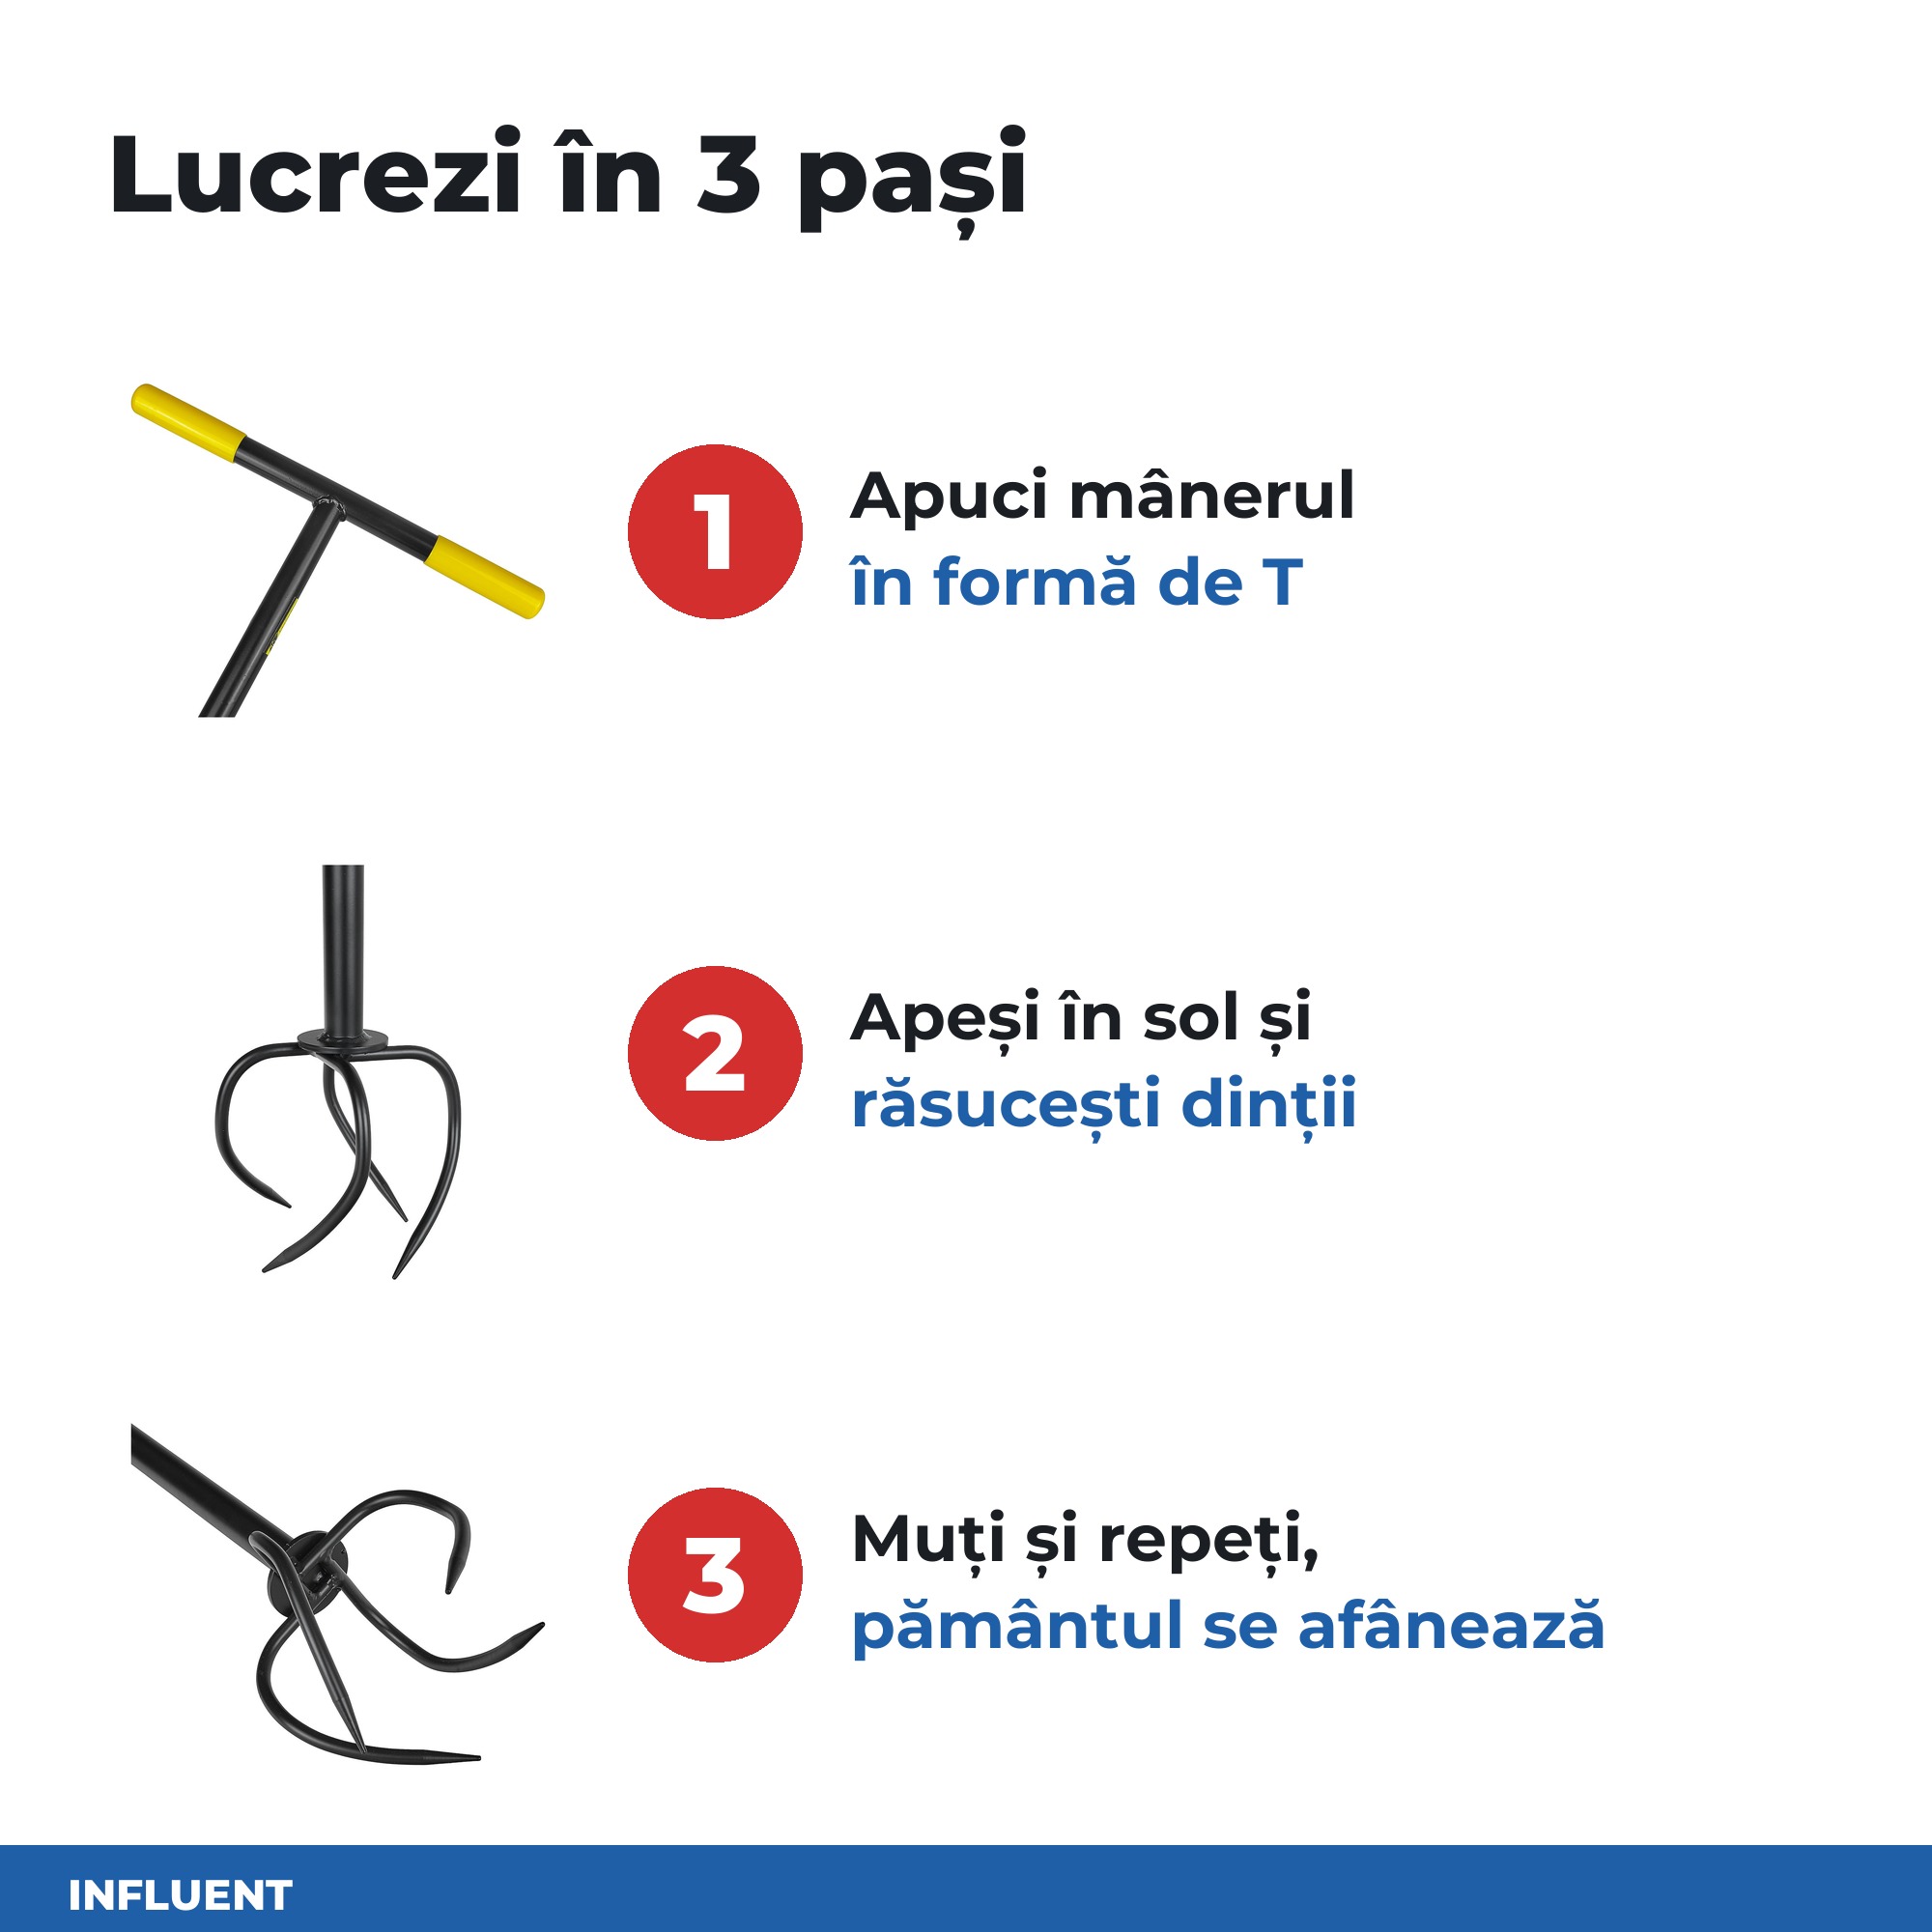 Lucrezi în 3 pași
1
Apuci mânerul
în formă de T
2
Apeși în sol și
răsucești dinții
3
Muți și repeți,
pământul se afânează
INFLUENT